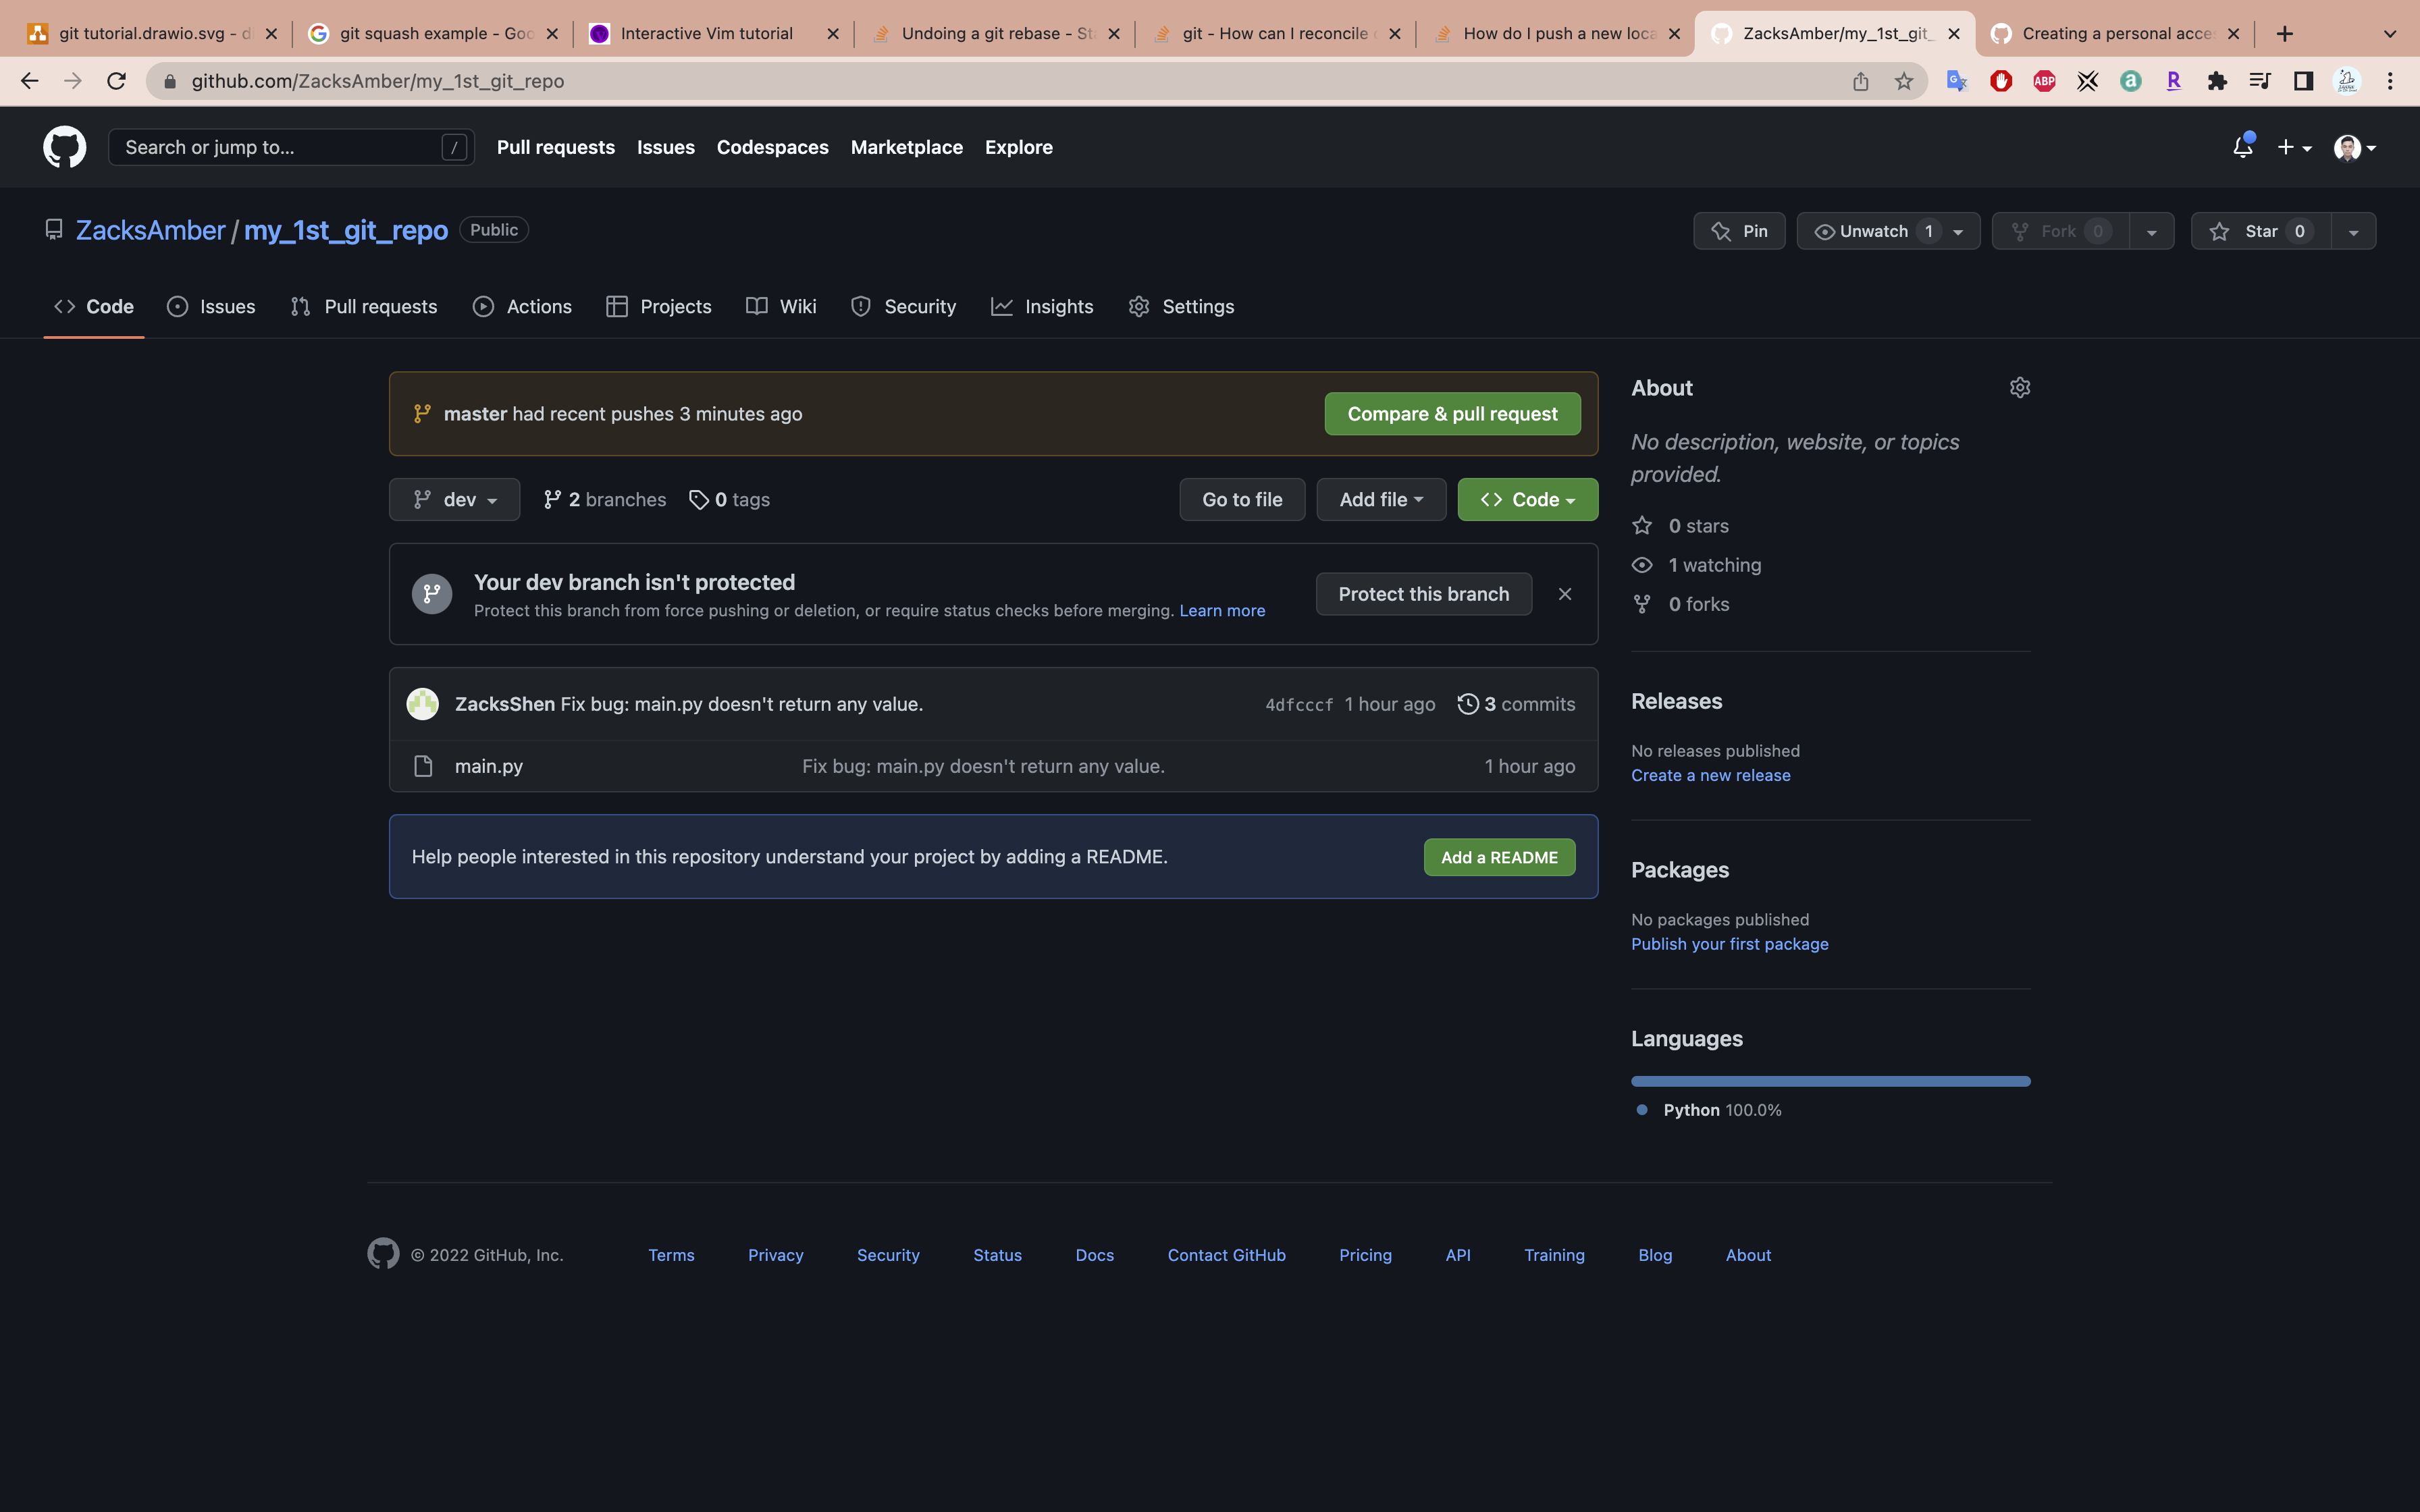 git tutorial.drawio.svg - d
git squash example - Goo
Interactive Vim tutorial
Undoing a git rebase - Sta
git - How can I reconcile
How do I push a new loca
ZacksAmber/my_1st_git_
Creating a personal acce
github.com/ZacksAmber/my_1st_git_repo
ABP
Search or jump to...
/
Pull requests
Issues
Codespaces
Marketplace
Explore
ZacksAmber / my_1st_git_repo
Public
Pin
Unwatch 1
Fork 0
Star 0
Code
Issues
Pull requests
Actions
Projects
Wiki
Security
Insights
Settings
master had recent pushes 3 minutes ago
Compare & pull request
dev
2 branches
0 tags
Go to file
Add file
Code
Your dev branch isn't protected
Protect this branch from force pushing or deletion, or require status checks before merging. Learn more
Protect this branch
ZacksShen Fix bug: main.py doesn't return any value.
4dfcccf 1 hour ago
3 commits
main.py
Fix bug: main.py doesn't return any value.
1 hour ago
Help people interested in this repository understand your project by adding a README.
Add a README
About
No description, website, or topics
provided.
0 stars
1 watching
0 forks
Releases
No releases published
Create a new release
Packages
No packages published
Publish your first package
Languages
Python 100.0%
© 2022 GitHub, Inc.
Terms
Privacy
Security
Status
Docs
Contact GitHub
Pricing
API
Training
Blog
About